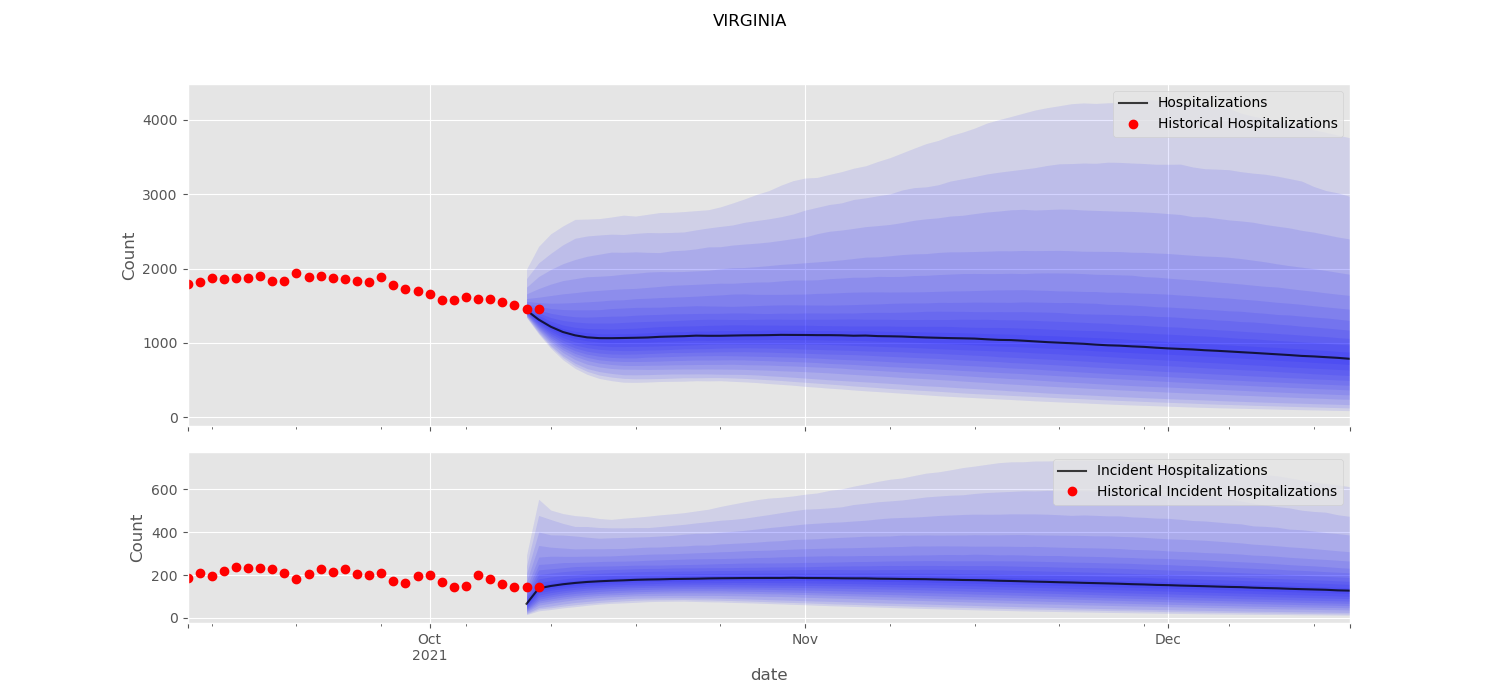 VIRGINIA
Count
4000
3000
2000
1000
0
Hospitalizations
Historical Hospitalizations
Count
600
400
200
0
Incident Hospitalizations
Historical Incident Hospitalizations
Oct
2021
Nov
Dec
date